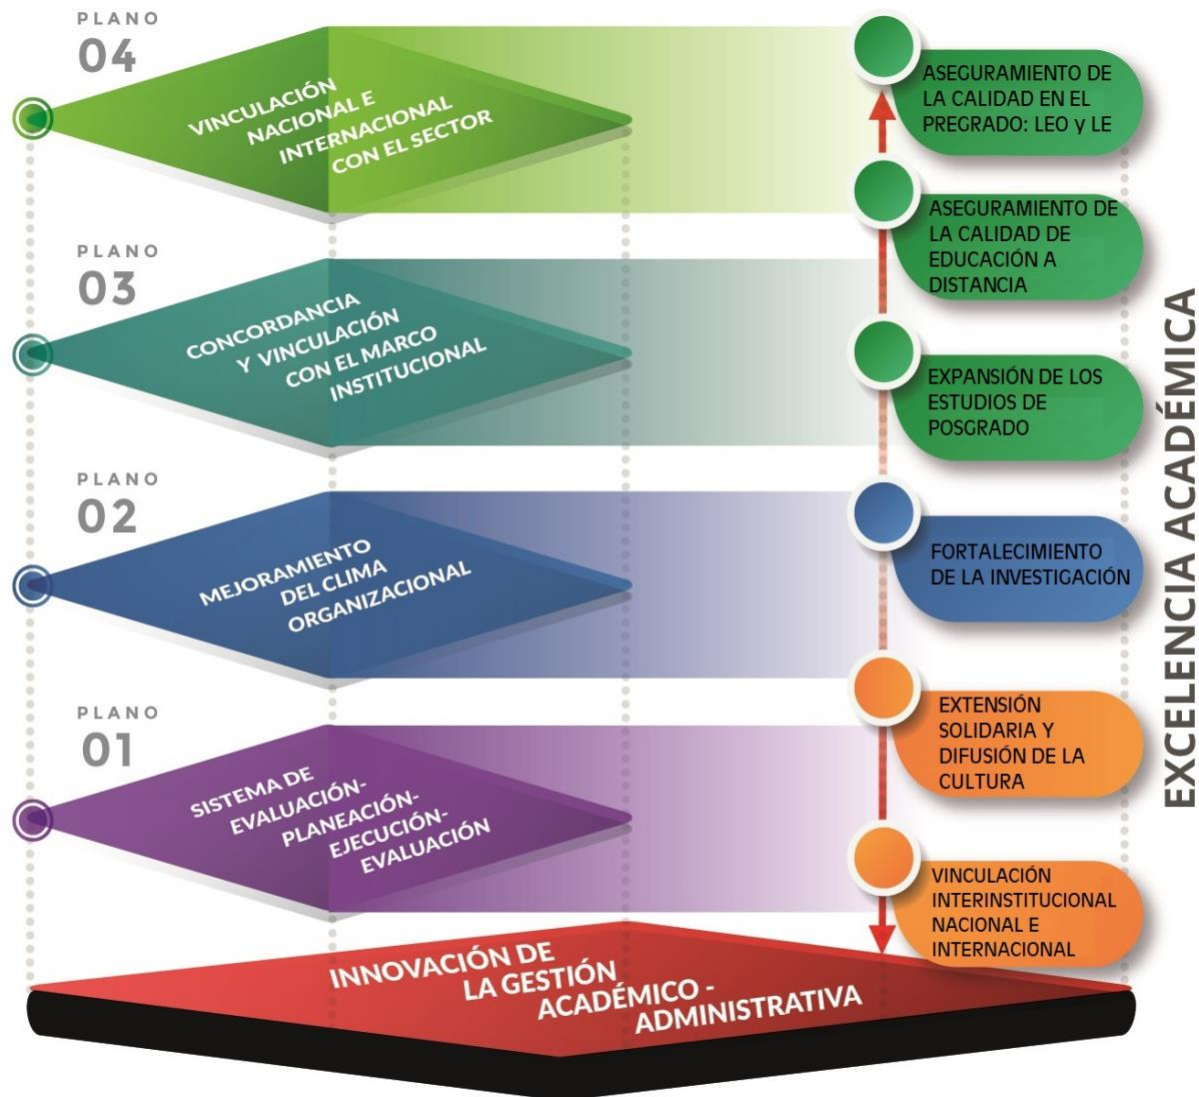 PLANO
04
VINCULACIÓN
NACIONAL E
INTERNACIONAL
CON EL SECTOR
PLANO
03
CONCORDANCIA
Y VINCULACIÓN
CON EL MARCO
INSTITUCIONAL
PLANO
02
MEJORAMIENTO
DEL CLIMA
ORGANIZACIONAL
PLANO
01
SISTEMA DE
EVALUACIÓN-
PLANEACIÓN-
EJECUCIÓN-
EVALUACIÓN
INNOVACIÓN DE
LA GESTIÓN
ACADÉMICO -
ADMINISTRATIVA
ASEGURAMIENTO DE
LA CALIDAD EN EL
PREGRADO: LEO y LE
ASEGURAMIENTO DE
LA CALIDAD DE
EDUCACIÓN A
DISTANCIA
EXPANSIÓN DE LOS
ESTUDIOS DE
POSGRADO
FORTALECIMIENTO
DE LA INVESTIGACIÓN
EXTENSIÓN
SOLIDARIA Y
DIFUSIÓN DE LA
CULTURA
VINCULACIÓN
INTERINSTITUCIONAL
NACIONAL E
INTERNACIONAL
EXCELENCIA ACADÉMICA